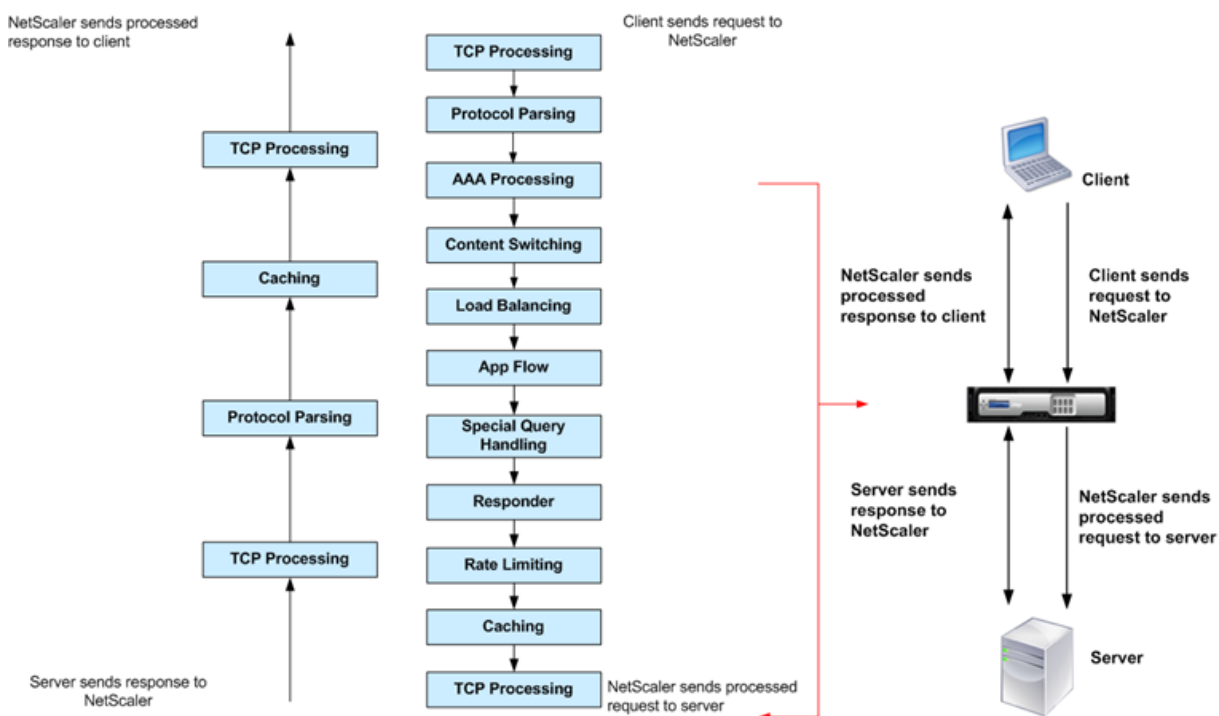 NetScaler sends processed
response to client
TCP Processing
Caching
Protocol Parsing
TCP Processing
Server sends response to
NetScaler
Client sends request to
NetScaler
TCP Processing
Protocol Parsing
AAA Processing
Content Switching
Load Balancing
App Flow
Special Query
Handling
Responder
Rate Limiting
Caching
TCP Processing
NetScaler sends processed
request to server
Client
NetScaler sends
processed
response to client
Client sends
request to
NetScaler
Server sends
response to
NetScaler
NetScaler sends
processed
request to server
Server